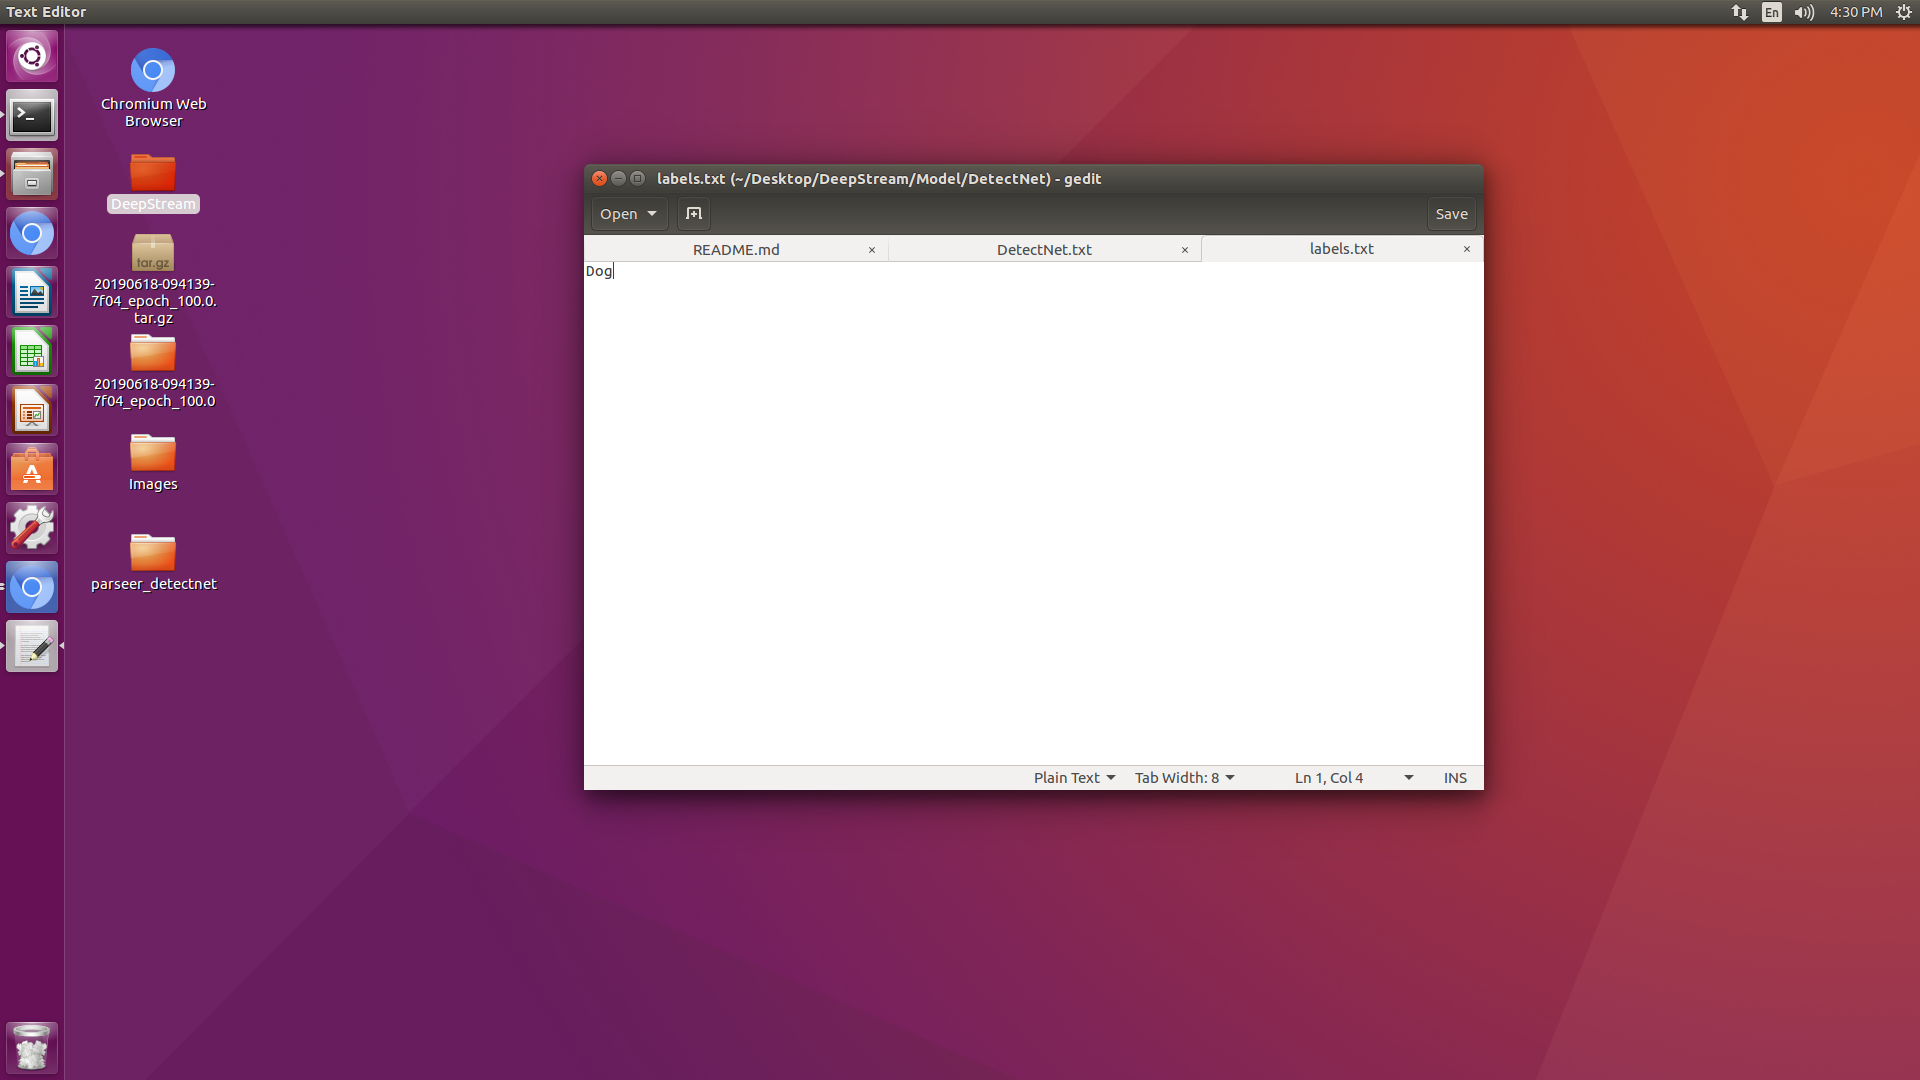 Text Editor
En
4:30 PM
Chromium Web
Browser
DeepStream
tar.gz
20190618-094139-
7f04_epoch_100.0.
tar.gz
20190618-094139-
7f04_epoch_100.0
Images
parseer_detectnet
labels.txt (~/Desktop/DeepStream/Model/DetectNet) - gedit
Open
Save
README.md
DetectNet.txt
labels.txt
Dog
Plain Text
Tab Width: 8
Ln 1, Col 4
INS